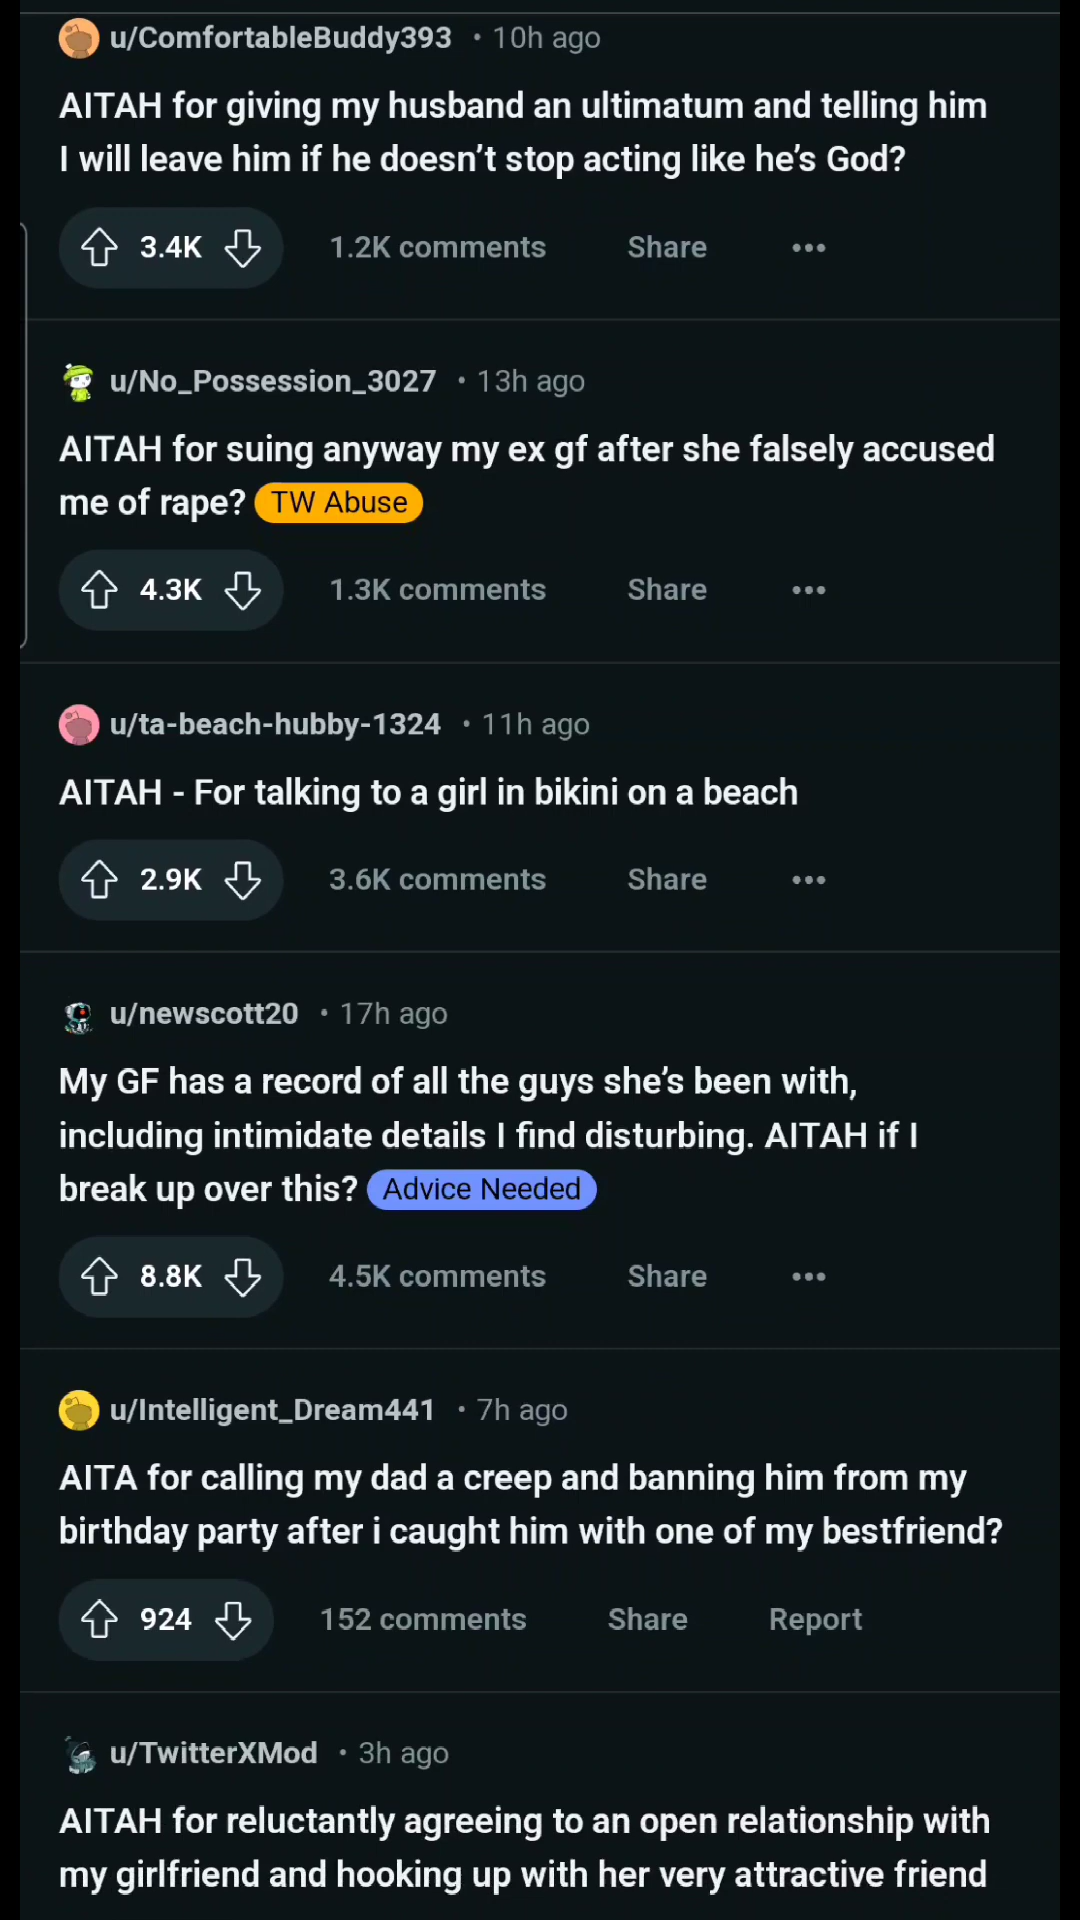 u/ComfortableBuddy393 • 10h ago
AITAH for giving my husband an ultimatum and telling him
I will leave him if he doesn’t stop acting like he’s God?
3.4K 1.2K comments Share •••
u/No_Possession_3027 • 13h ago
AITAH for suing anyway my ex gf after she falsely accused
me of rape? TW Abuse
4.3K 1.3K comments Share •••
u/ta-beach-hubby-1324 • 11h ago
AITAH - For talking to a girl in bikini on a beach
2.9K 3.6K comments Share •••
u/newscott20 • 17h ago
My GF has a record of all the guys she’s been with,
including intimidate details I find disturbing. AITAH if I
break up over this? Advice Needed
8.8K 4.5K comments Share •••
u/Intelligent_Dream441 • 7h ago
AITA for calling my dad a creep and banning him from my
birthday party after i caught him with one of my bestfriend?
924 152 comments Share Report
u/TwitterXMod • 3h ago
AITAH for reluctantly agreeing to an open relationship with
my girlfriend and hooking up with her very attractive friend